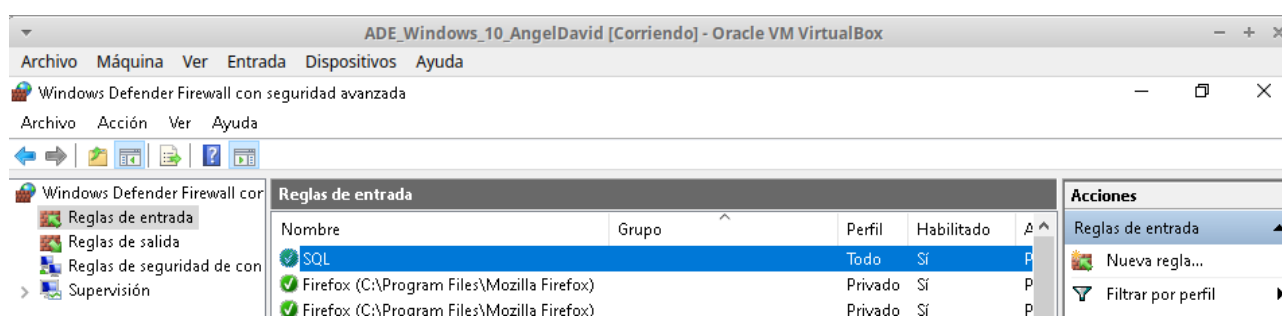 ADE_Windows_10_AngelDavid [Corriendo] - Oracle VM VirtualBox
Archivo Máquina Ver Entrada Dispositivos Ayuda
Windows Defender Firewall con seguridad avanzada
Archivo Acción Ver Ayuda
Windows Defender Firewall cor
Reglas de entrada
Reglas de salida
Reglas de seguridad de con
Supervisión
Reglas de entrada
Nombre Grupo Perfil Habilitado A
SQL Todo Sí P
Firefox (C:\Program Files\Mozilla Firefox) Privado Sí P
Firefox (C:\Program Files\Mozilla Firefox) Privado Sí P
Acciones
Reglas de entrada
Nueva regla...
Filtrar por perfil